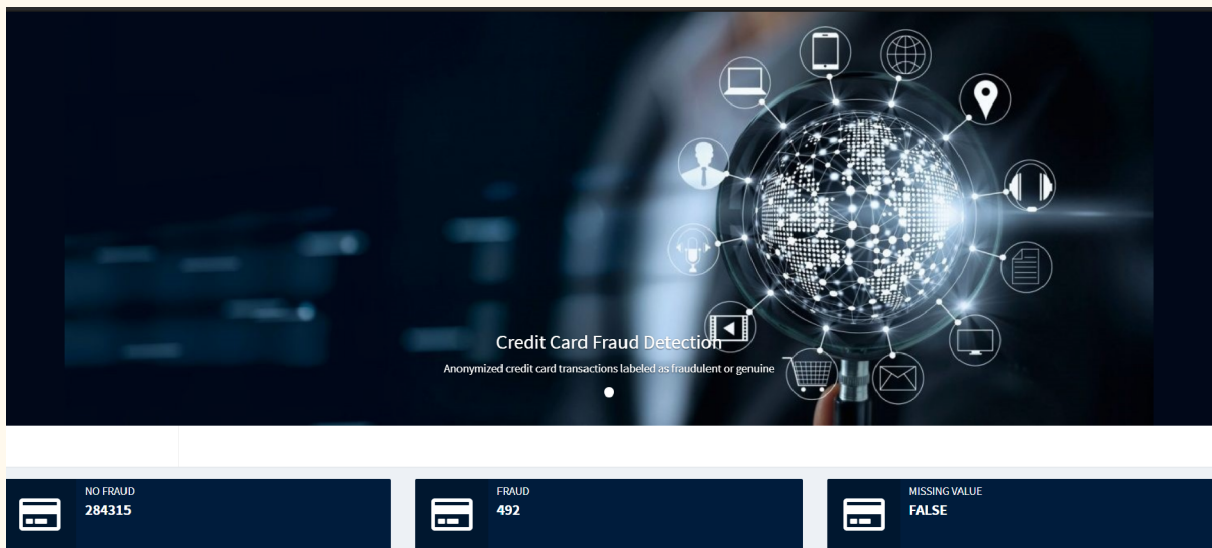 Credit Card Fraud Detection
Anonymized credit card transactions labeled as fraudulent or genuine
NO FRAUD
284315
FRAUD
492
MISSING VALUE
FALSE